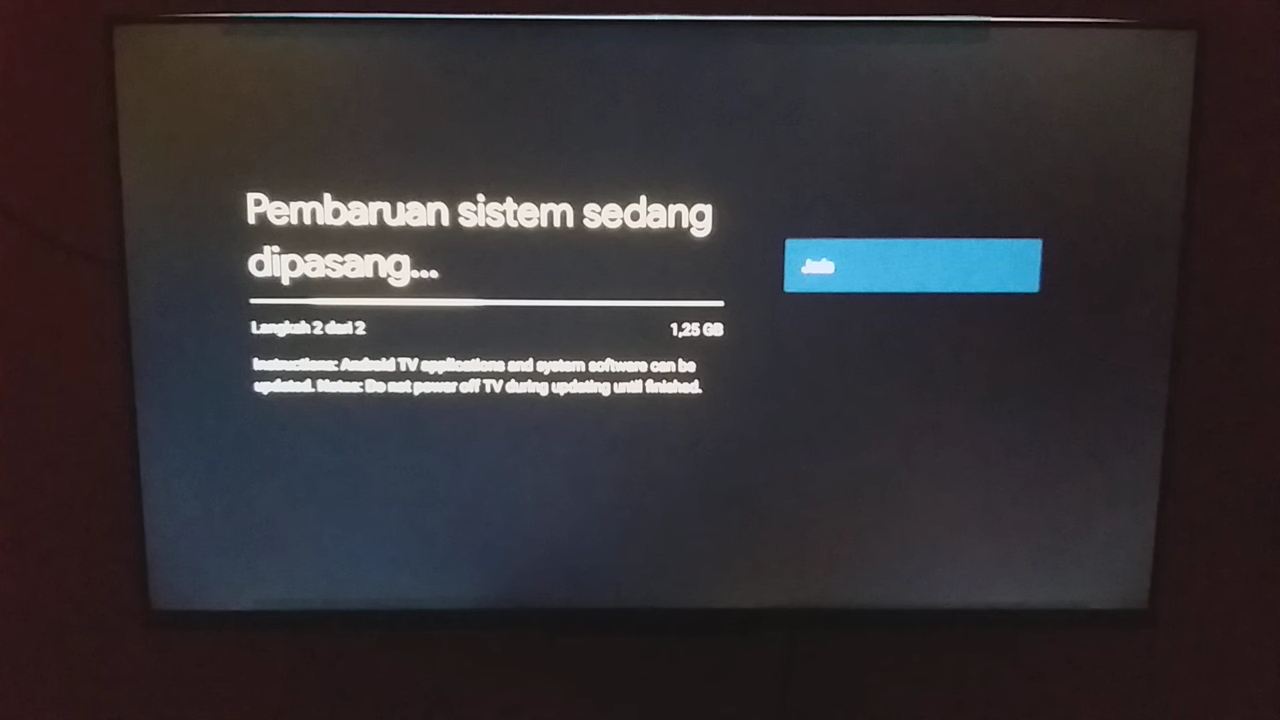 Pembaruan sistem sedang
dipasang...
Langkah 2 dari 2
1,25 GB
Instructions: Android TV applications and system software can be
updated. Notes: Do not power off TV during updating until finished.
Jeda